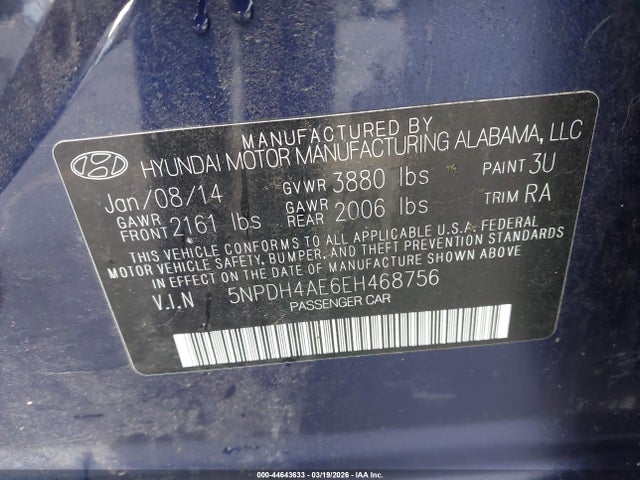 MANUFACTURED BY
HYUNDAI MOTOR MANUFACTURING ALABAMA, LLC
Jan/08/14 GVWR 3880 lbs PAINT 3U
GAWR FRONT 2161 lbs GAWR REAR 2006 lbs TRIM RA
THIS VEHICLE CONFORMS TO ALL APPLICABLE U.S.A. FEDERAL
MOTOR VEHICLE SAFETY, BUMPER, AND THEFT PREVENTION STANDARDS
IN EFFECT ON THE DATE OF MANUFACTURE SHOWN ABOVE
V.I.N 5NPDH4AE6EH468756
PASSENGER CAR
000-44643633 - 03/19/2026 - IAA Inc.